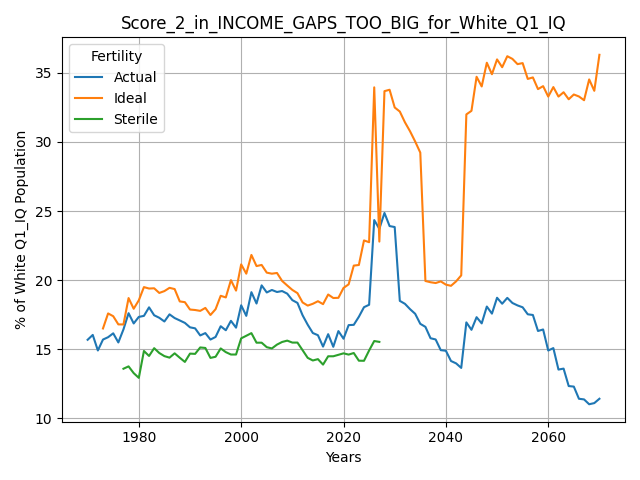 Score_2_in_INCOME_GAPS_TOO_BIG_for_White_Q1_IQ
Fertility
Actual
Ideal
Sterile
% of White Q1_IQ Population
35
30
25
20
15
10
1980
2000
2020
2040
2060
Years